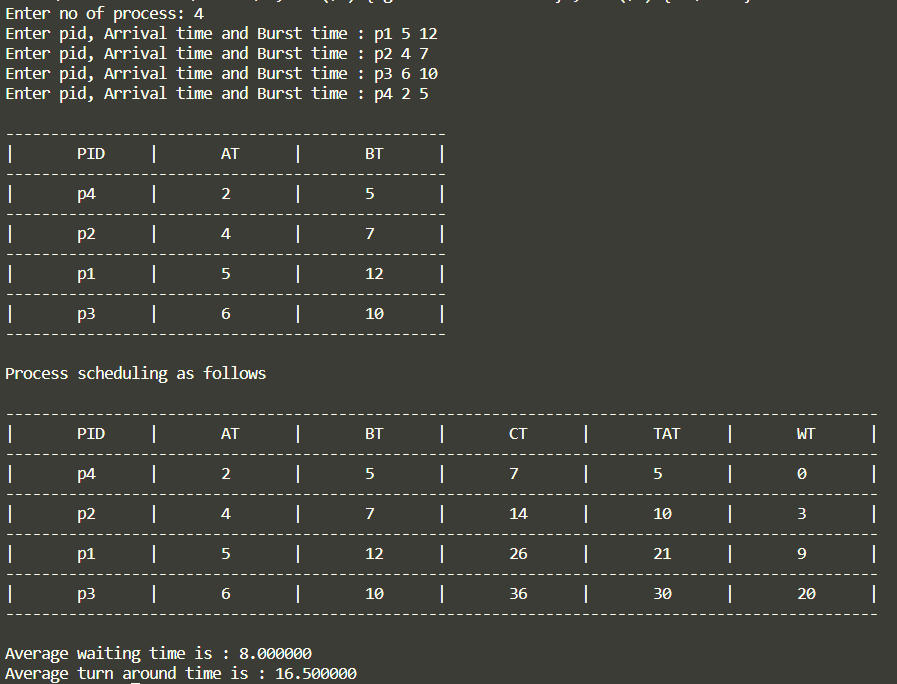 Enter no of process: 4
Enter pid, Arrival time and Burst time : p1 5 12
Enter pid, Arrival time and Burst time : p2 4 7
Enter pid, Arrival time and Burst time : p3 6 10
Enter pid, Arrival time and Burst time : p4 2 5
-------------------------------------------------
| PID | AT | BT |
-------------------------------------------------
| p4 | 2 | 5 |
-------------------------------------------------
| p2 | 4 | 7 |
-------------------------------------------------
| p1 | 5 | 12 |
-------------------------------------------------
| p3 | 6 | 10 |
-------------------------------------------------
Process scheduling as follows
-------------------------------------------------------------------------------------------------
| PID | AT | BT | CT | TAT | WT |
-------------------------------------------------------------------------------------------------
| p4 | 2 | 5 | 7 | 5 | 0 |
-------------------------------------------------------------------------------------------------
| p2 | 4 | 7 | 14 | 10 | 3 |
-------------------------------------------------------------------------------------------------
| p1 | 5 | 12 | 26 | 21 | 9 |
-------------------------------------------------------------------------------------------------
| p3 | 6 | 10 | 36 | 30 | 20 |
-------------------------------------------------------------------------------------------------
Average waiting time is : 8.000000
Average turn around time is : 16.500000